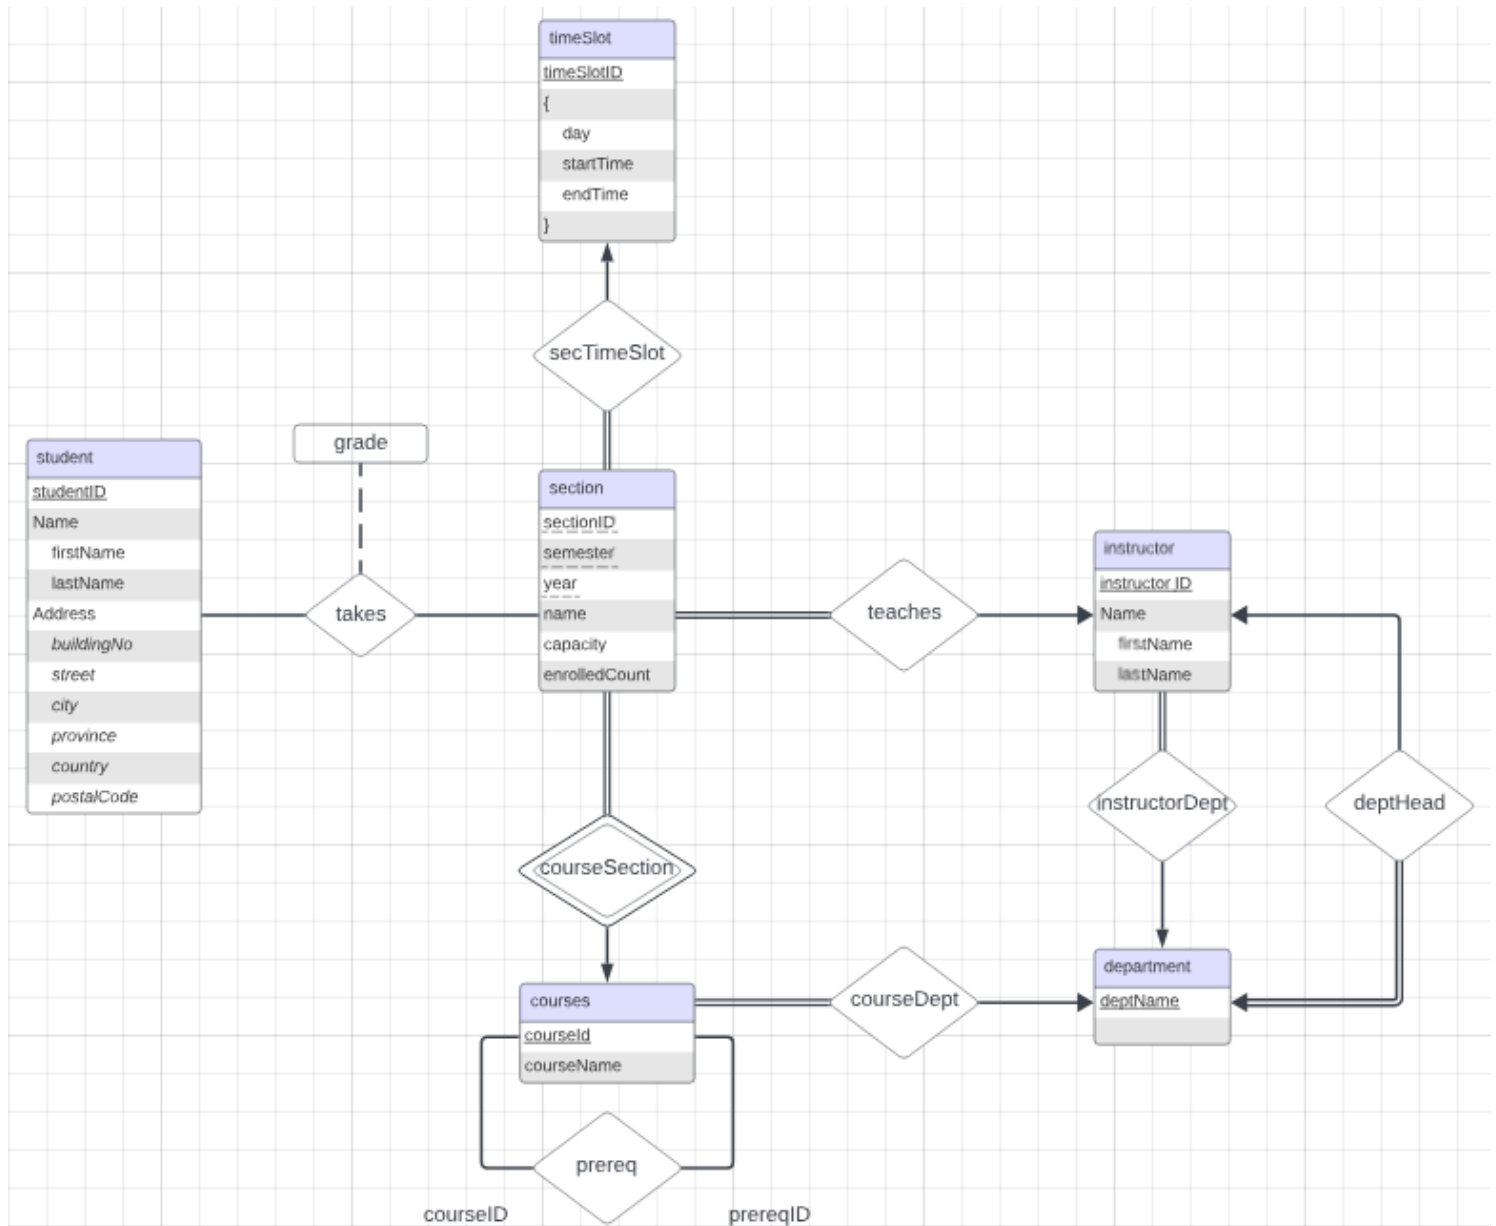 timeSlot
timeSlotID
{
day
startTime
endTime
}
secTimeSlot
student
studentID
Name
firstName
lastName
Address
buildingNo
street
city
province
country
postalCode
grade
takes
section
sectionID
semester
year
name
capacity
enrolledCount
teaches
instructor
instructor_ID
Name
firstName
lastName
instructorDept
deptHead
courseSection
courses
courseId
courseName
courseDept
department
deptName
prereq
courseID
prereqID